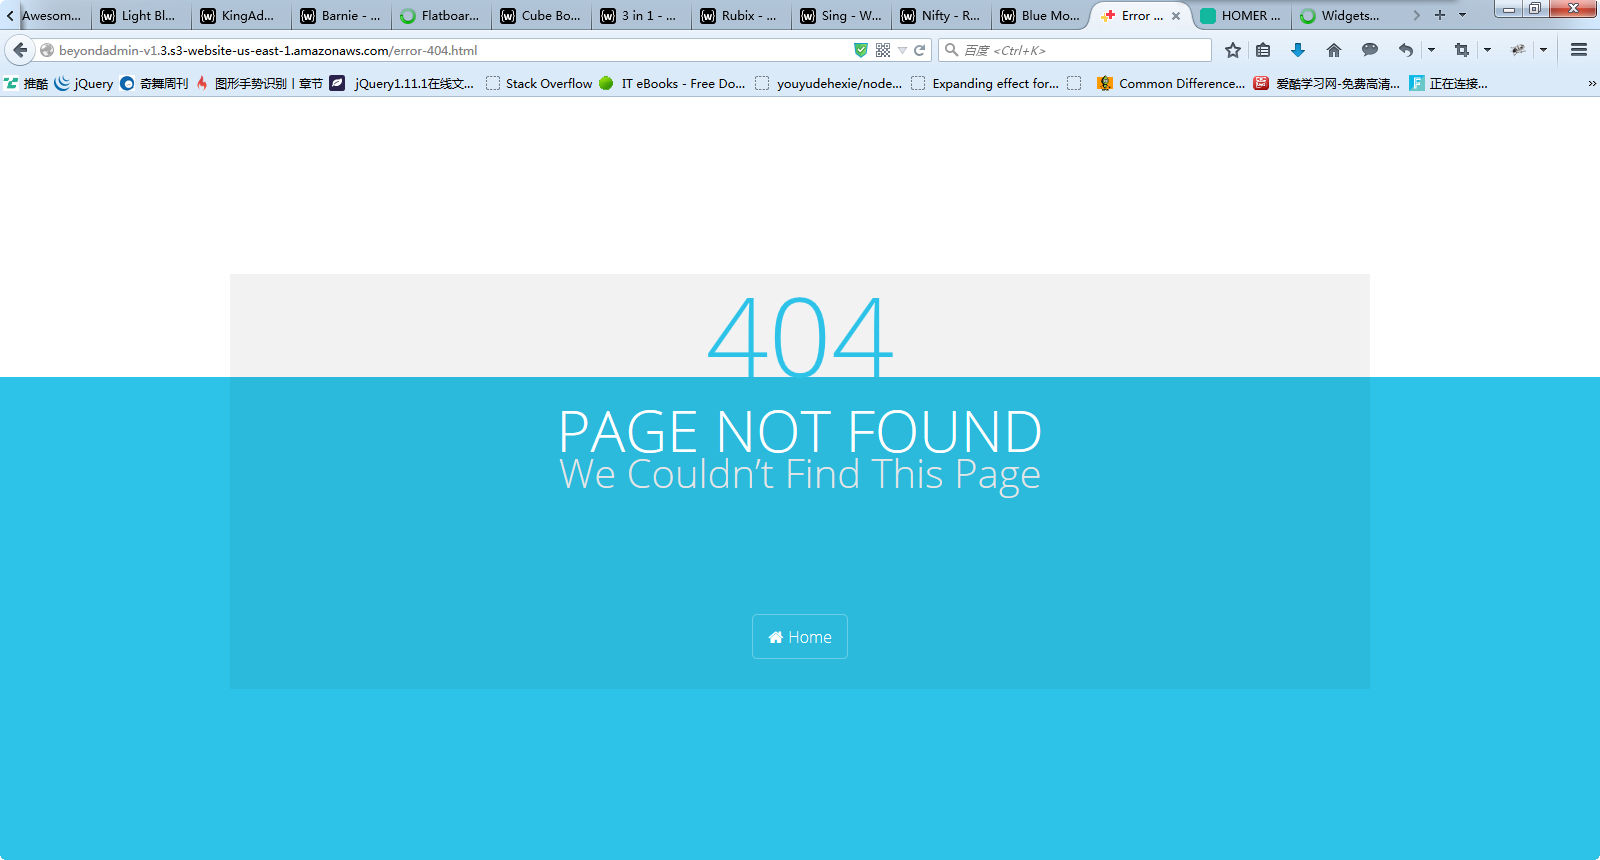 Awesom...
Light Bl...
KingAd...
Barnie - ...
Flatboar...
Cube Bo...
3 in 1 - ...
Rubix - ...
Sing - W...
Nifty - R...
Blue Mo...
Error ...
HOMER ...
Widgets...
beyondadmin-v1.3.s3-website-us-east-1.amazonaws.com/error-404.html
百度 <Ctrl+K>
推酷
jQuery
奇舞周刊
图形手势识别丨章节
jQuery1.11.1在线文...
Stack Overflow
IT eBooks - Free Do...
youyudehexie/node...
Expanding effect for...
Common Difference...
爱酷学习网-免费高清...
正在连接...
404
PAGE NOT FOUND
We Couldn’t Find This Page
Home